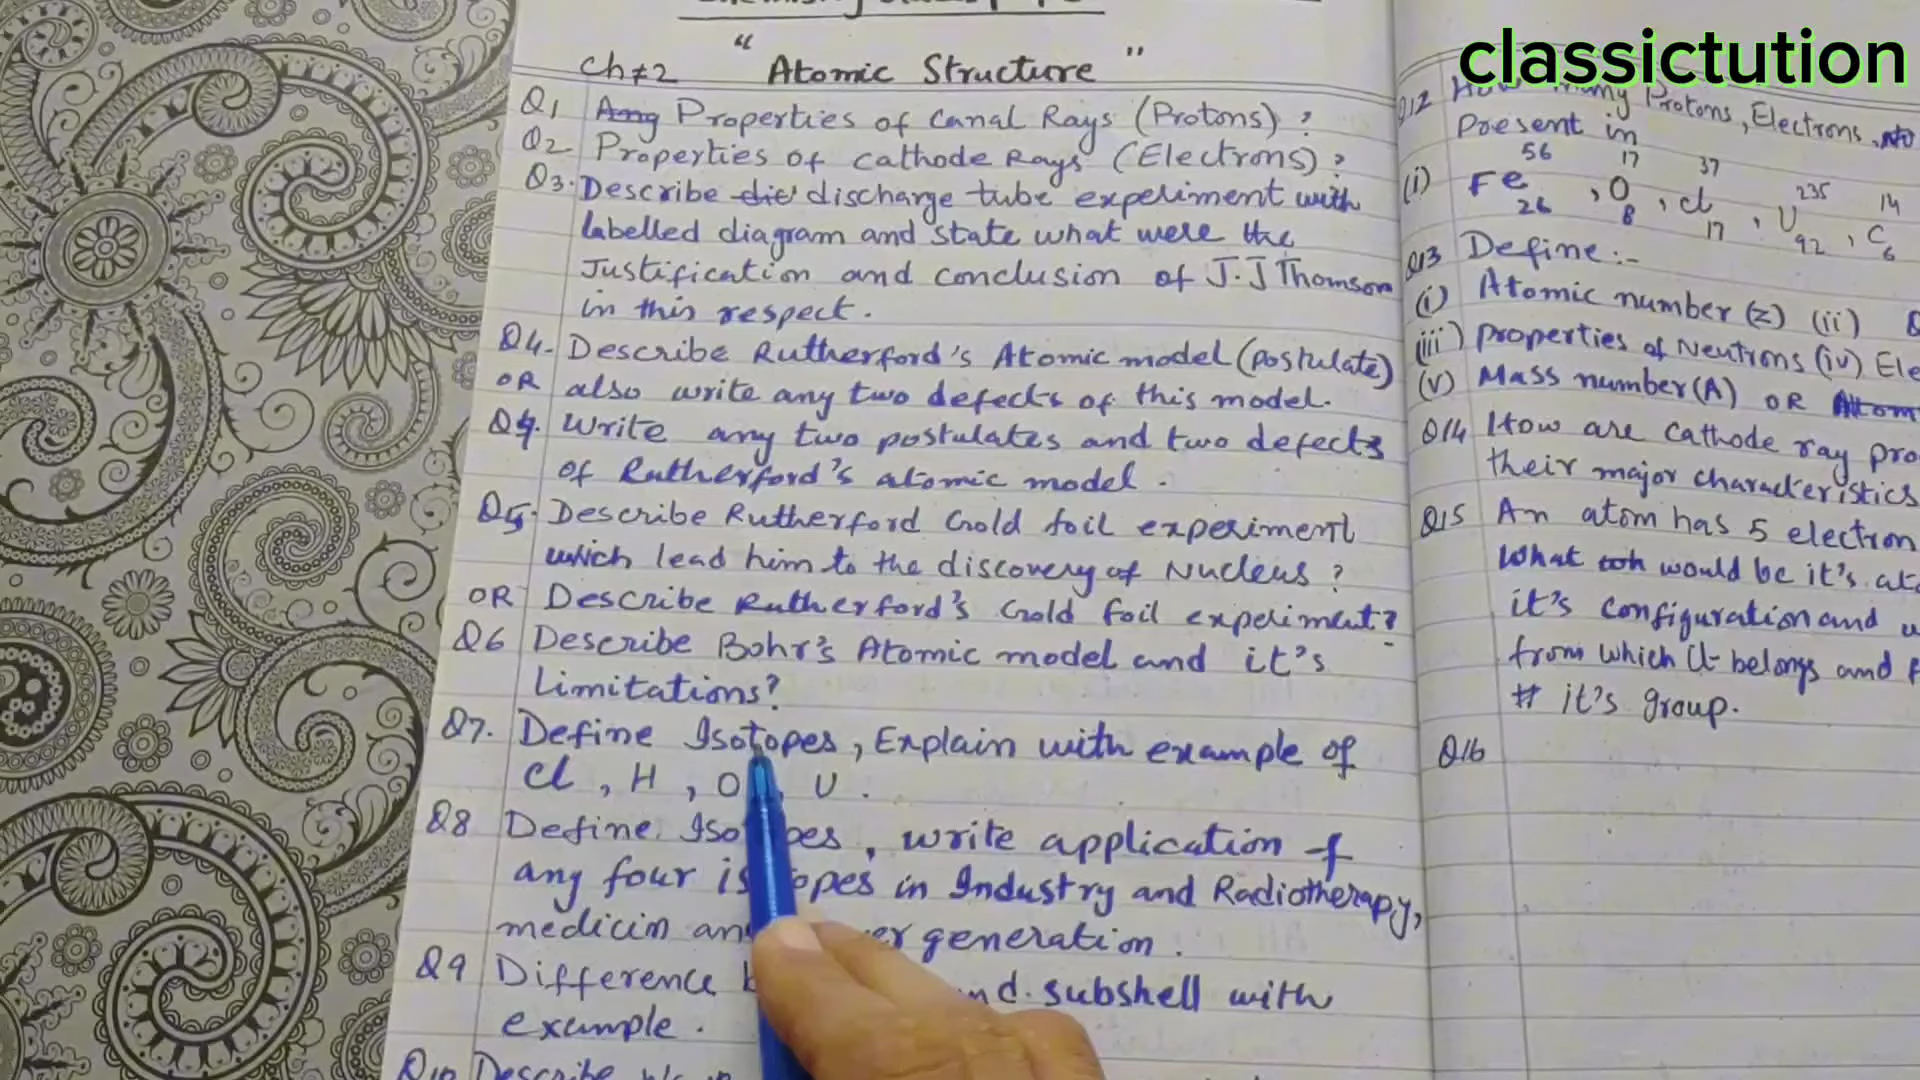 classictution
Ch # 2 "Atomic Structure"
Q1 Properties of Canal Rays (Protons) ?
Q2 Properties of Cathode Rays (Electrons) ?
Q3. Describe discharge tube experiment with
labelled diagram and state what were the
Justification and conclusion of J.J Thomson
in this respect.
Q4. Describe Rutherford's Atomic model (postulate)
OR also write any two defects of this model.
Q4. Write any two postulates and two defects
of Rutherford's atomic model.
Q5. Describe Rutherford Gold foil experiment
which lead him to the discovery of Nucleus ?
OR Describe Rutherford's Gold foil experiment?
Q6 Describe Bohr's Atomic model and it's
Limitations?
Q7. Define Isotopes, Explain with example of
Cl, H, O, U.
Q8 Define, write application of
any four in Industry and Radiotherapy,
medicin generation.
Q9 Difference subshell with
example.
Q10 Describe
Q12 How many Protons, Electrons,
Present in
(i) Fe 56 26, O 17 8, Cl 37 17, U 235 92, C 14 6
Q13 Define :-
(i) Atomic number (Z) (ii)
(iii) Properties of Neutrons (iv) Ele
(v) Mass number (A) OR Atom
Q14 How are cathode ray pro
their major characteristics
Q15 An atom has 5 electron
What would be it's
it's configuration and
from which it belongs and
# it's group.
Q16